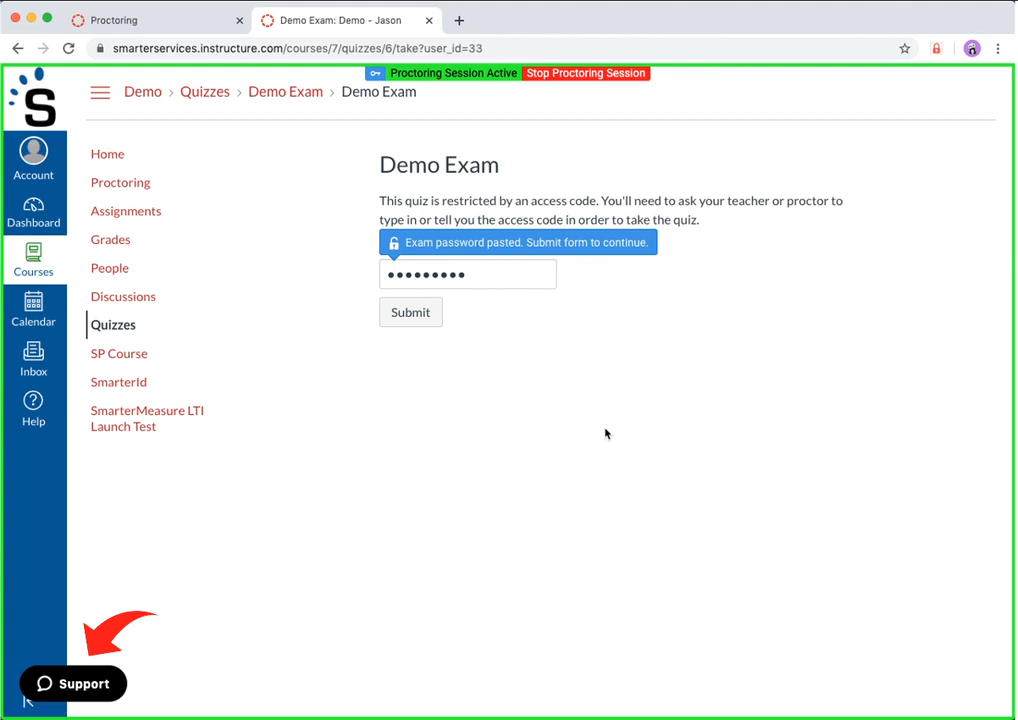 Proctoring
Demo Exam: Demo - Jason
smarterservices.instructure.com/courses/7/quizzes/6/take?user_id=33
Proctoring Session Active Stop Proctoring Session
S
Demo > Quizzes > Demo Exam > Demo Exam
Account
Dashboard
Courses
Calendar
Inbox
Help
Home
Proctoring
Assignments
Grades
People
Discussions
Quizzes
SP Course
SmarterId
SmarterMeasure LTI
Launch Test
Demo Exam
This quiz is restricted by an access code. You'll need to ask your teacher or proctor to
type in or tell you the access code in order to take the quiz.
Exam password pasted. Submit form to continue.
•••••••••
Submit
Support